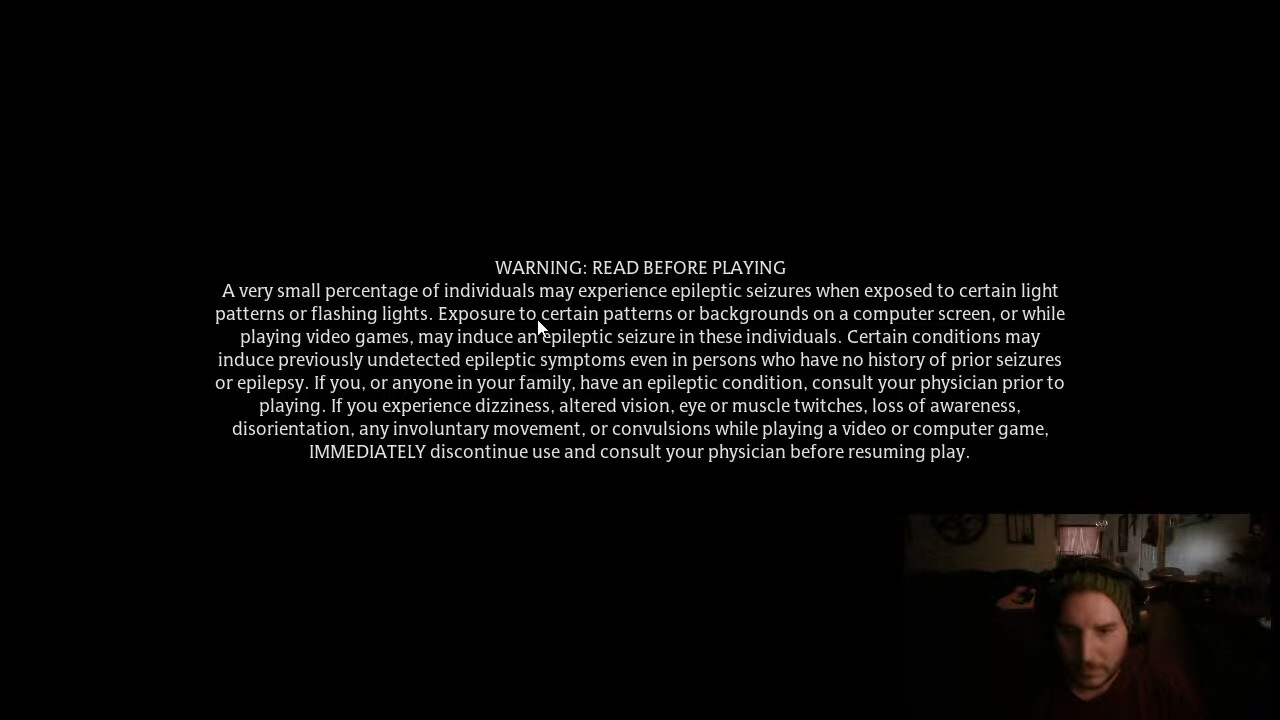 WARNING: READ BEFORE PLAYING
A very small percentage of individuals may experience epileptic seizures when exposed to certain light
patterns or flashing lights. Exposure to certain patterns or backgrounds on a computer screen, or while
playing video games, may induce an epileptic seizure in these individuals. Certain conditions may
induce previously undetected epileptic symptoms even in persons who have no history of prior seizures
or epilepsy. If you, or anyone in your family, have an epileptic condition, consult your physician prior to
playing. If you experience dizziness, altered vision, eye or muscle twitches, loss of awareness,
disorientation, any involuntary movement, or convulsions while playing a video or computer game,
IMMEDIATELY discontinue use and consult your physician before resuming play.